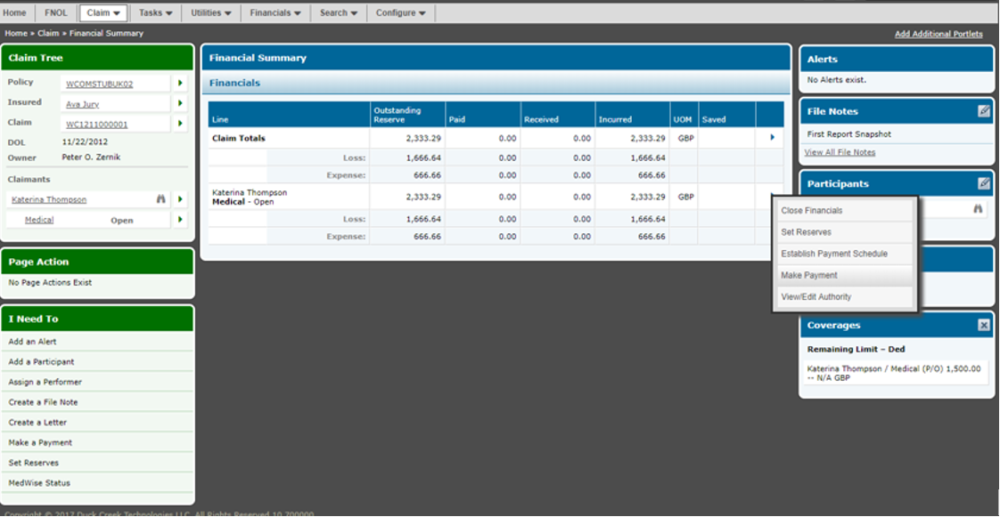 Home FNOL Claim Tasks Utilities Financials Search Configure
Home » Claim » Financial Summary
Add Additional Portlets
Claim Tree
Policy WCOMSTUBUK02
Insured Ava Jury
Claim WC1211000001
DOL 11/22/2012
Owner Peter O. Zernik
Claimants
Katerina Thompson
Medical Open
Page Action
No Page Actions Exist
I Need To
Add an Alert
Add a Participant
Assign a Performer
Create a File Note
Create a Letter
Make a Payment
Set Reserves
MedWise Status
Financial Summary
Financials
Line Outstanding Reserve Paid Received Incurred UOM Saved
Claim Totals 2,333.29 0.00 0.00 2,333.29 GBP
Loss: 1,666.64 0.00 0.00 1,666.64
Expense: 666.66 0.00 0.00 666.66
Katerina Thompson
Medical - Open 2,333.29 0.00 0.00 2,333.29 GBP
Loss: 1,666.64 0.00 0.00 1,666.64
Expense: 666.66 0.00 0.00 666.66
Close Financials
Set Reserves
Establish Payment Schedule
Make Payment
View/Edit Authority
Alerts
No Alerts exist.
File Notes
First Report Snapshot
View All File Notes
Participants
Coverages
Remaining Limit – Ded
Katerina Thompson / Medical (P/O) 1,500.00
-- N/A GBP
Copyright © 2017 Duck Creek Technologies LLC. All Rights Reserved 10.700000